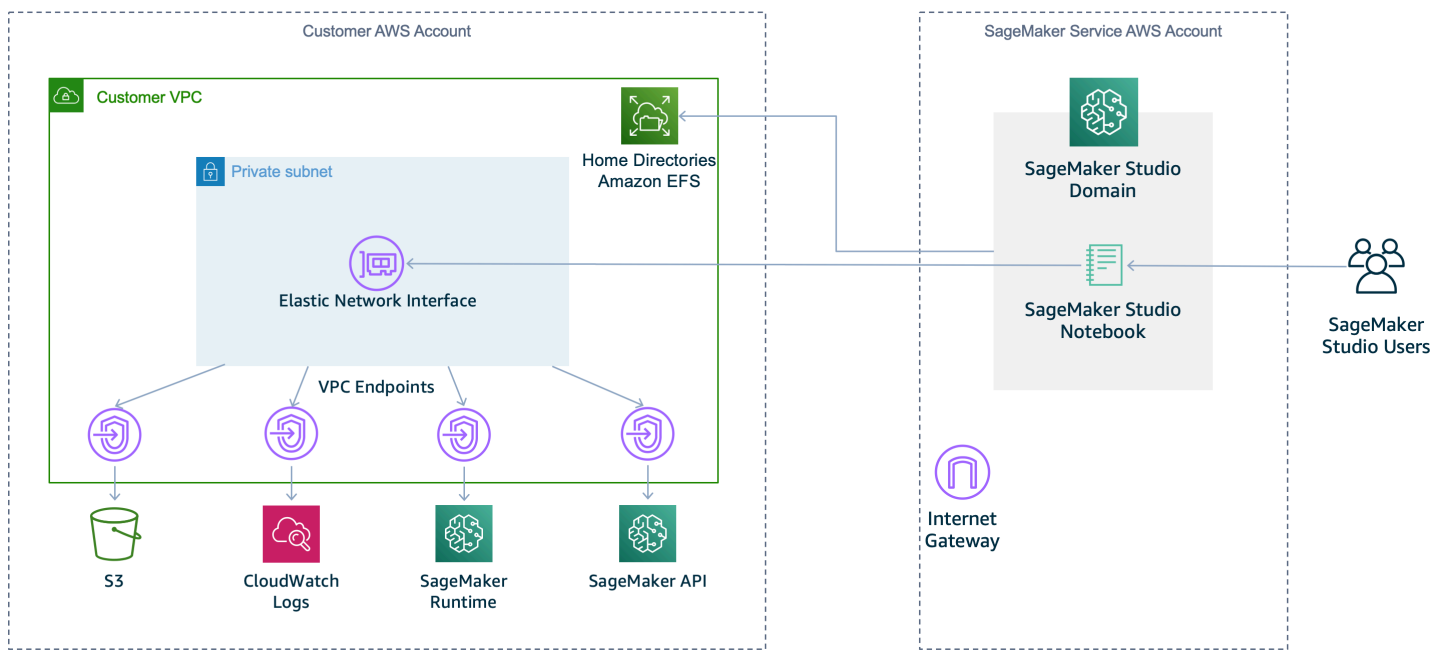 Customer AWS Account
SageMaker Service AWS Account
Customer VPC
Home Directories
Amazon EFS
Private subnet
Elastic Network Interface
VPC Endpoints
S3
CloudWatch
Logs
SageMaker
Runtime
SageMaker API
SageMaker Studio
Domain
SageMaker Studio
Notebook
SageMaker
Studio Users
Internet
Gateway